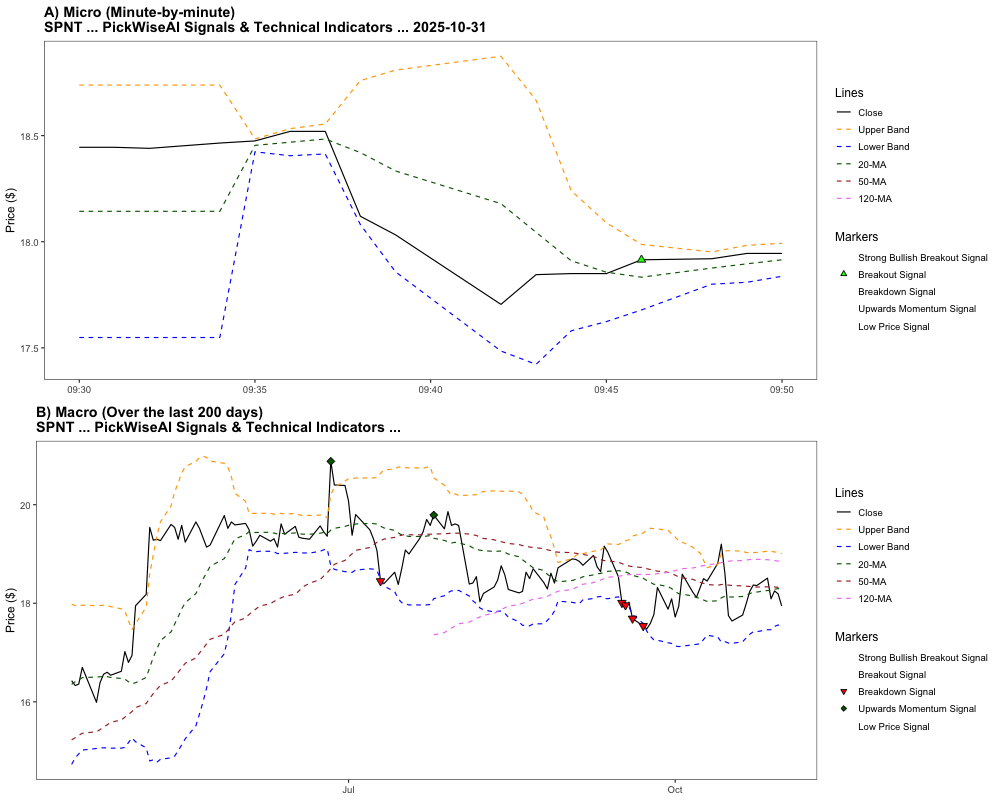 A) Micro (Minute-by-minute)
SPNT ... PickWiseAI Signals & Technical Indicators ... 2025-10-31
Price ($)
18.5
18.0
17.5
09:30
09:35
09:40
09:45
09:50
Lines
Close
Upper Band
Lower Band
20-MA
50-MA
120-MA
Markers
Strong Bullish Breakout Signal
Breakout Signal
Breakdown Signal
Upwards Momentum Signal
Low Price Signal
B) Macro (Over the last 200 days)
SPNT ... PickWiseAI Signals & Technical Indicators ...
Price ($)
20
18
16
Jul
Oct
Lines
Close
Upper Band
Lower Band
20-MA
50-MA
120-MA
Markers
Strong Bullish Breakout Signal
Breakout Signal
Breakdown Signal
Upwards Momentum Signal
Low Price Signal